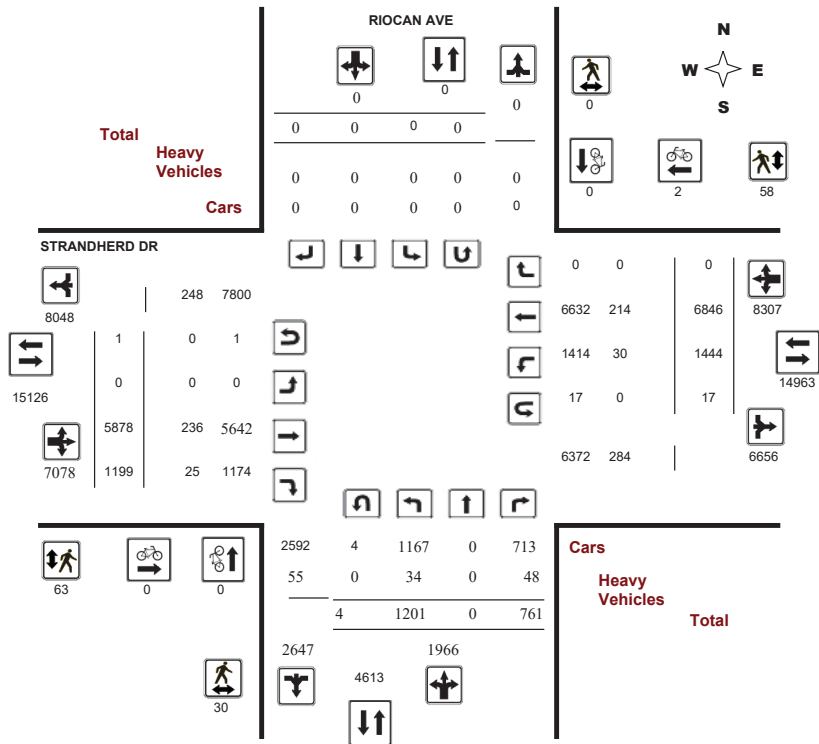 RIOCAN AVE
N
W E
S
0
0
0
0
0
0 0 0 0
Total
Heavy
Vehicles
0 0 0 0 0
0 2 58
Cars
0 0 0 0 0
STRANDHERD DR
0 0 0
248 7800
8048
6632 214 6846 8307
1 0 1
15126
1414 30 1444
14963
0 0 0
17 0 17
5878 236 5642
7078
1199 25 1174
6372 284 6656
2592 4 1167 0 713
Cars
55 0 34 0 48
Heavy
Vehicles
63 0 0
4 1201 0 761
Total
2647 1966
4613
30